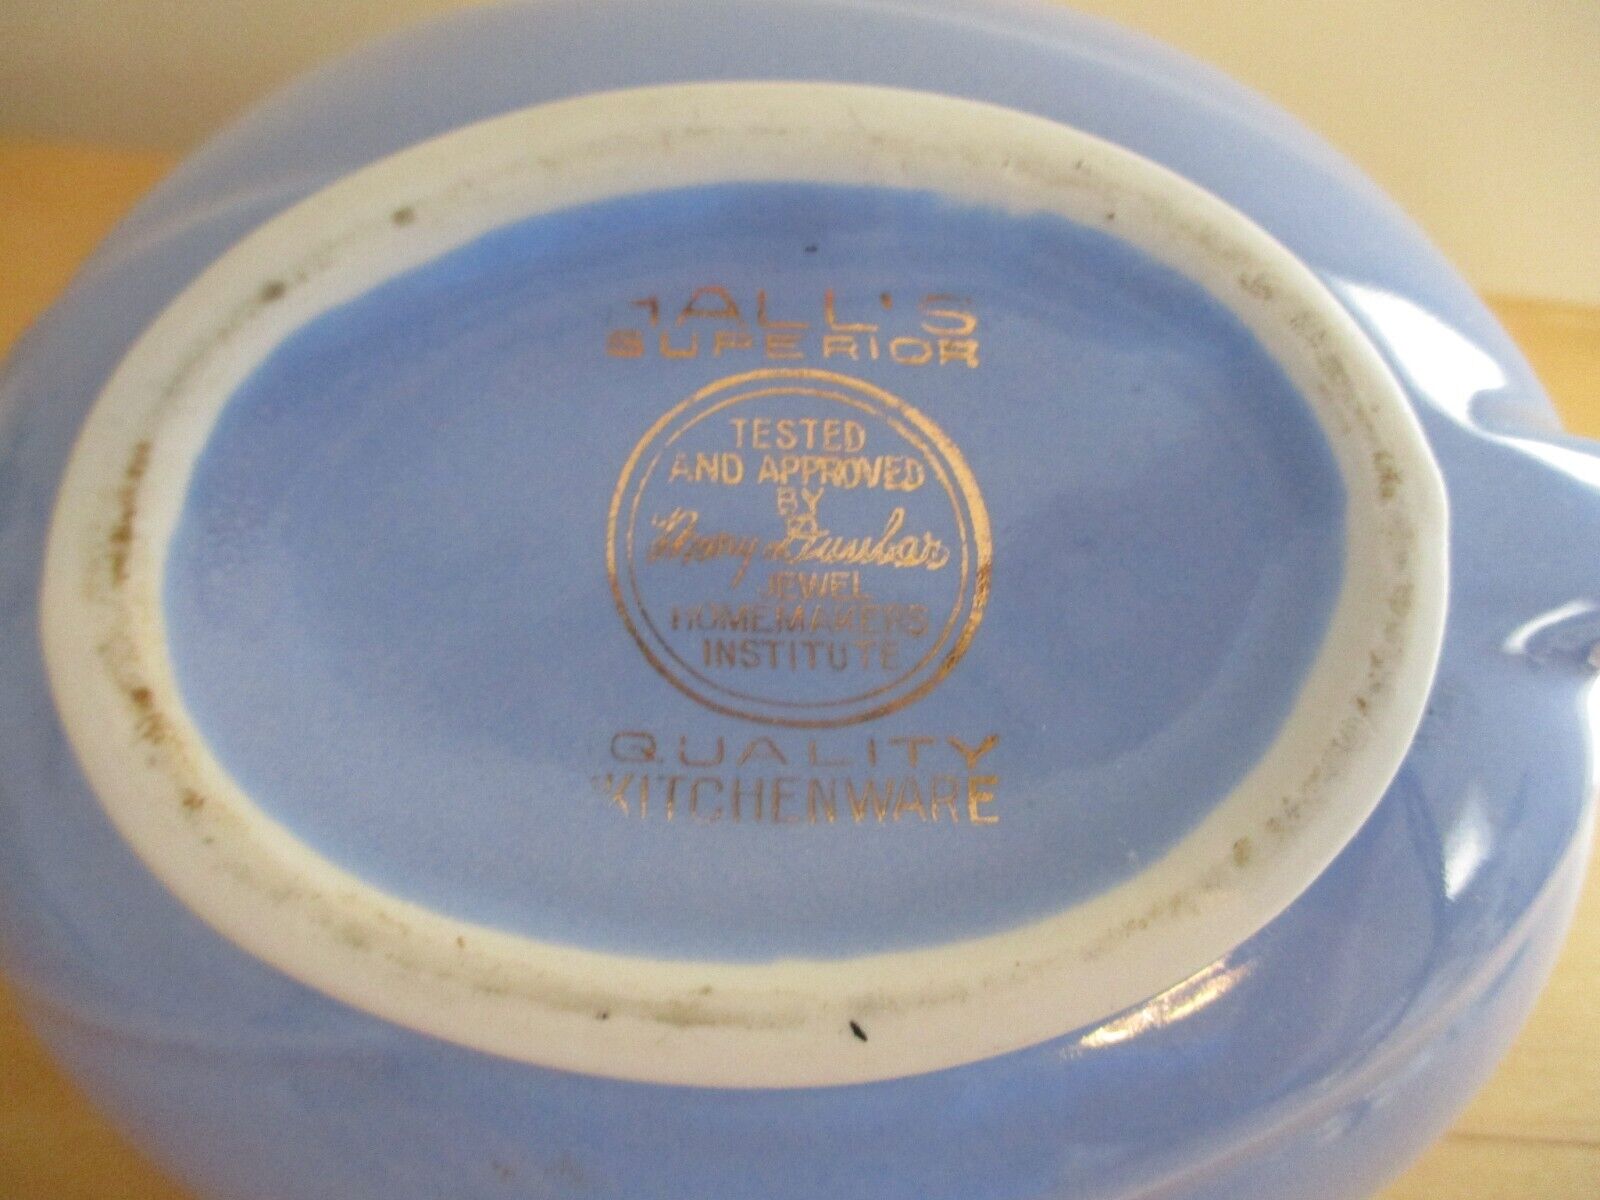 HALL'S
SUPERIOR
TESTED
AND APPROVED
BY
Mary Dunbar
JEWEL
HOMEMAKERS
INSTITUTE
QUALITY
KITCHENWARE